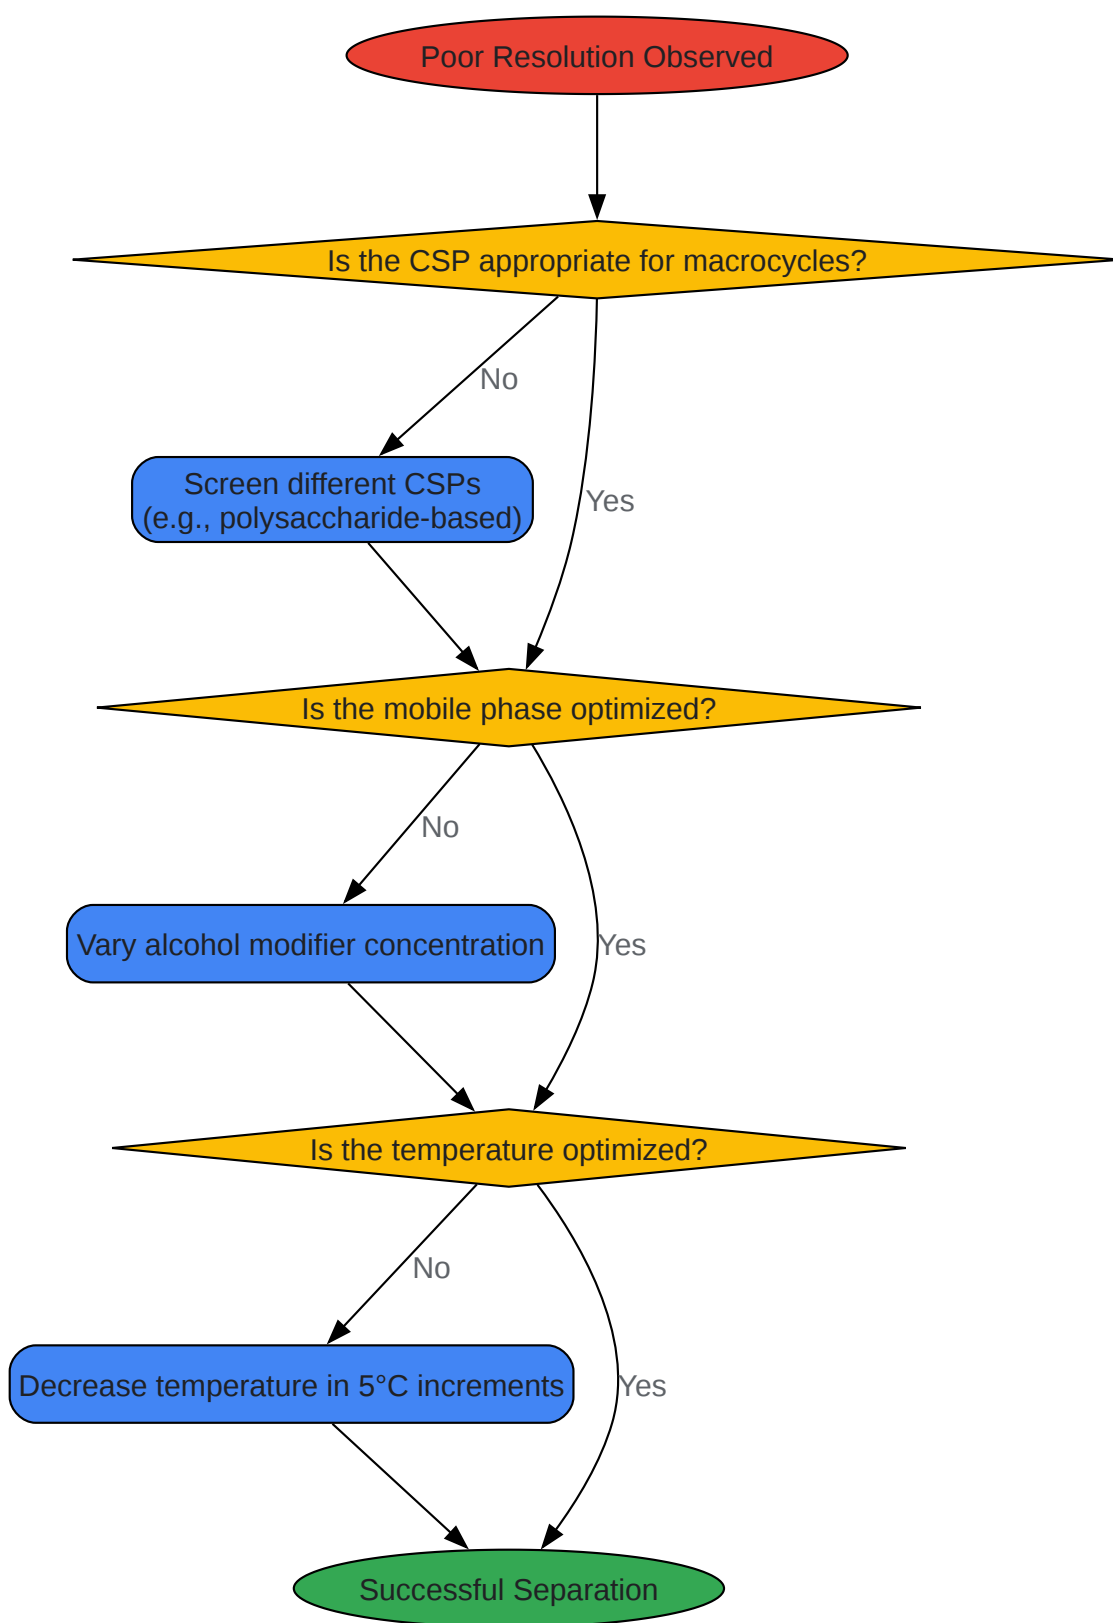 Poor Resolution Observed
Is the CSP appropriate for macrocycles?
No
Screen different CSPs
(e.g., polysaccharide-based)
Yes
Is the mobile phase optimized?
No
Vary alcohol modifier concentration
Yes
Is the temperature optimized?
No
Decrease temperature in 5°C increments
Yes
Successful Separation